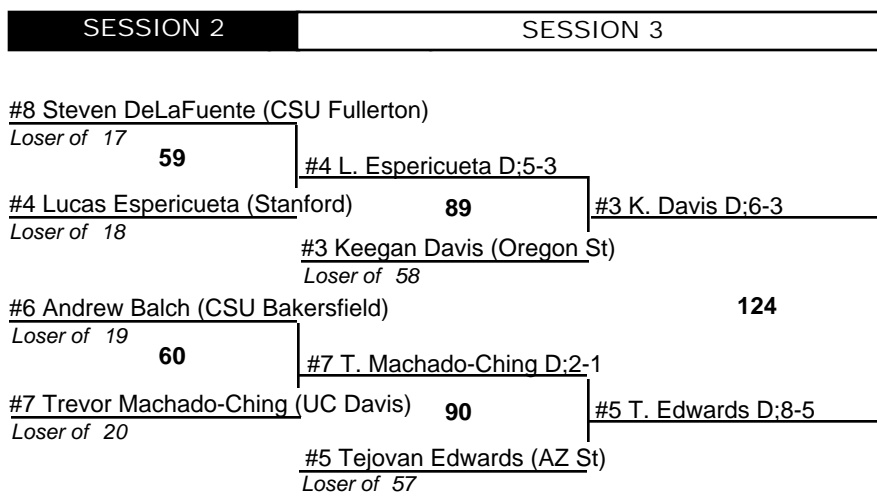 SESSION 2
SESSION 3
#8 Steven DeLaFuente (CSU Fullerton)
Loser of 17
59
#4 L. Espericueta D;5-3
#4 Lucas Espericueta (Stanford)
89
#3 K. Davis D;6-3
Loser of 18
#3 Keegan Davis (Oregon St)
Loser of 58
#6 Andrew Balch (CSU Bakersfield)
124
Loser of 19
60
#7 T. Machado-Ching D;2-1
#7 Trevor Machado-Ching (UC Davis)
90
#5 T. Edwards D;8-5
Loser of 20
#5 Tejovan Edwards (AZ St)
Loser of 57